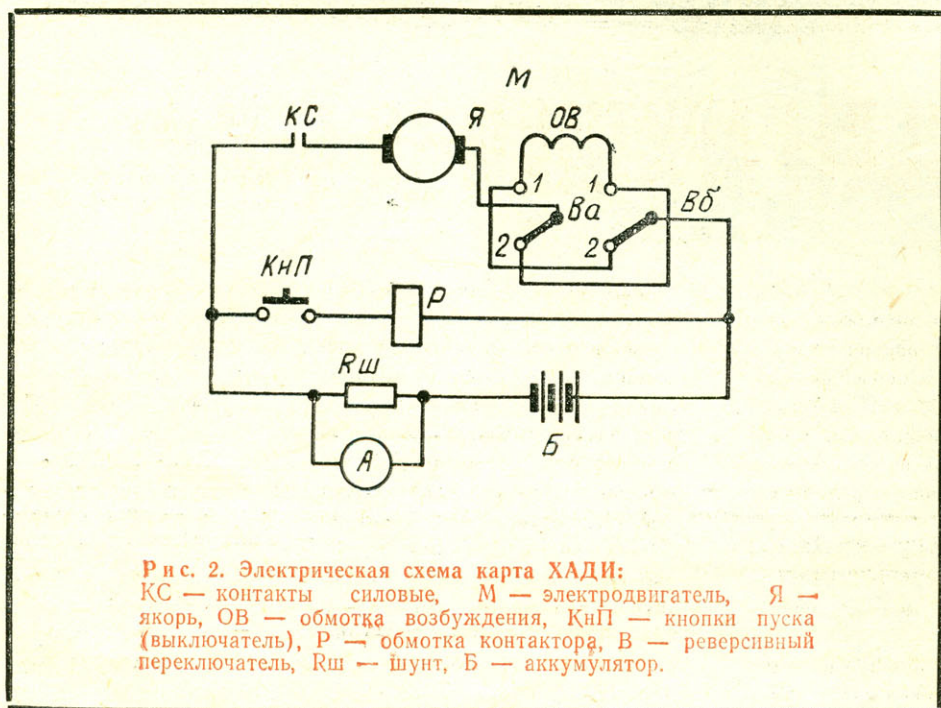 М
КС
Я
ОВ
1
1
Ва
Вб
2
2
КнП
Р
Rш
Б
А
Рис. 2. Электрическая схема карта ХАДИ:
КС — контакты силовые, М — электродвигатель, Я —
якорь, ОВ — обмотка возбуждения, КнП — кнопки пуска
(выключатель), Р — обмотка контактора, В — реверсивный
переключатель, Rш — шунт, Б — аккумулятор.